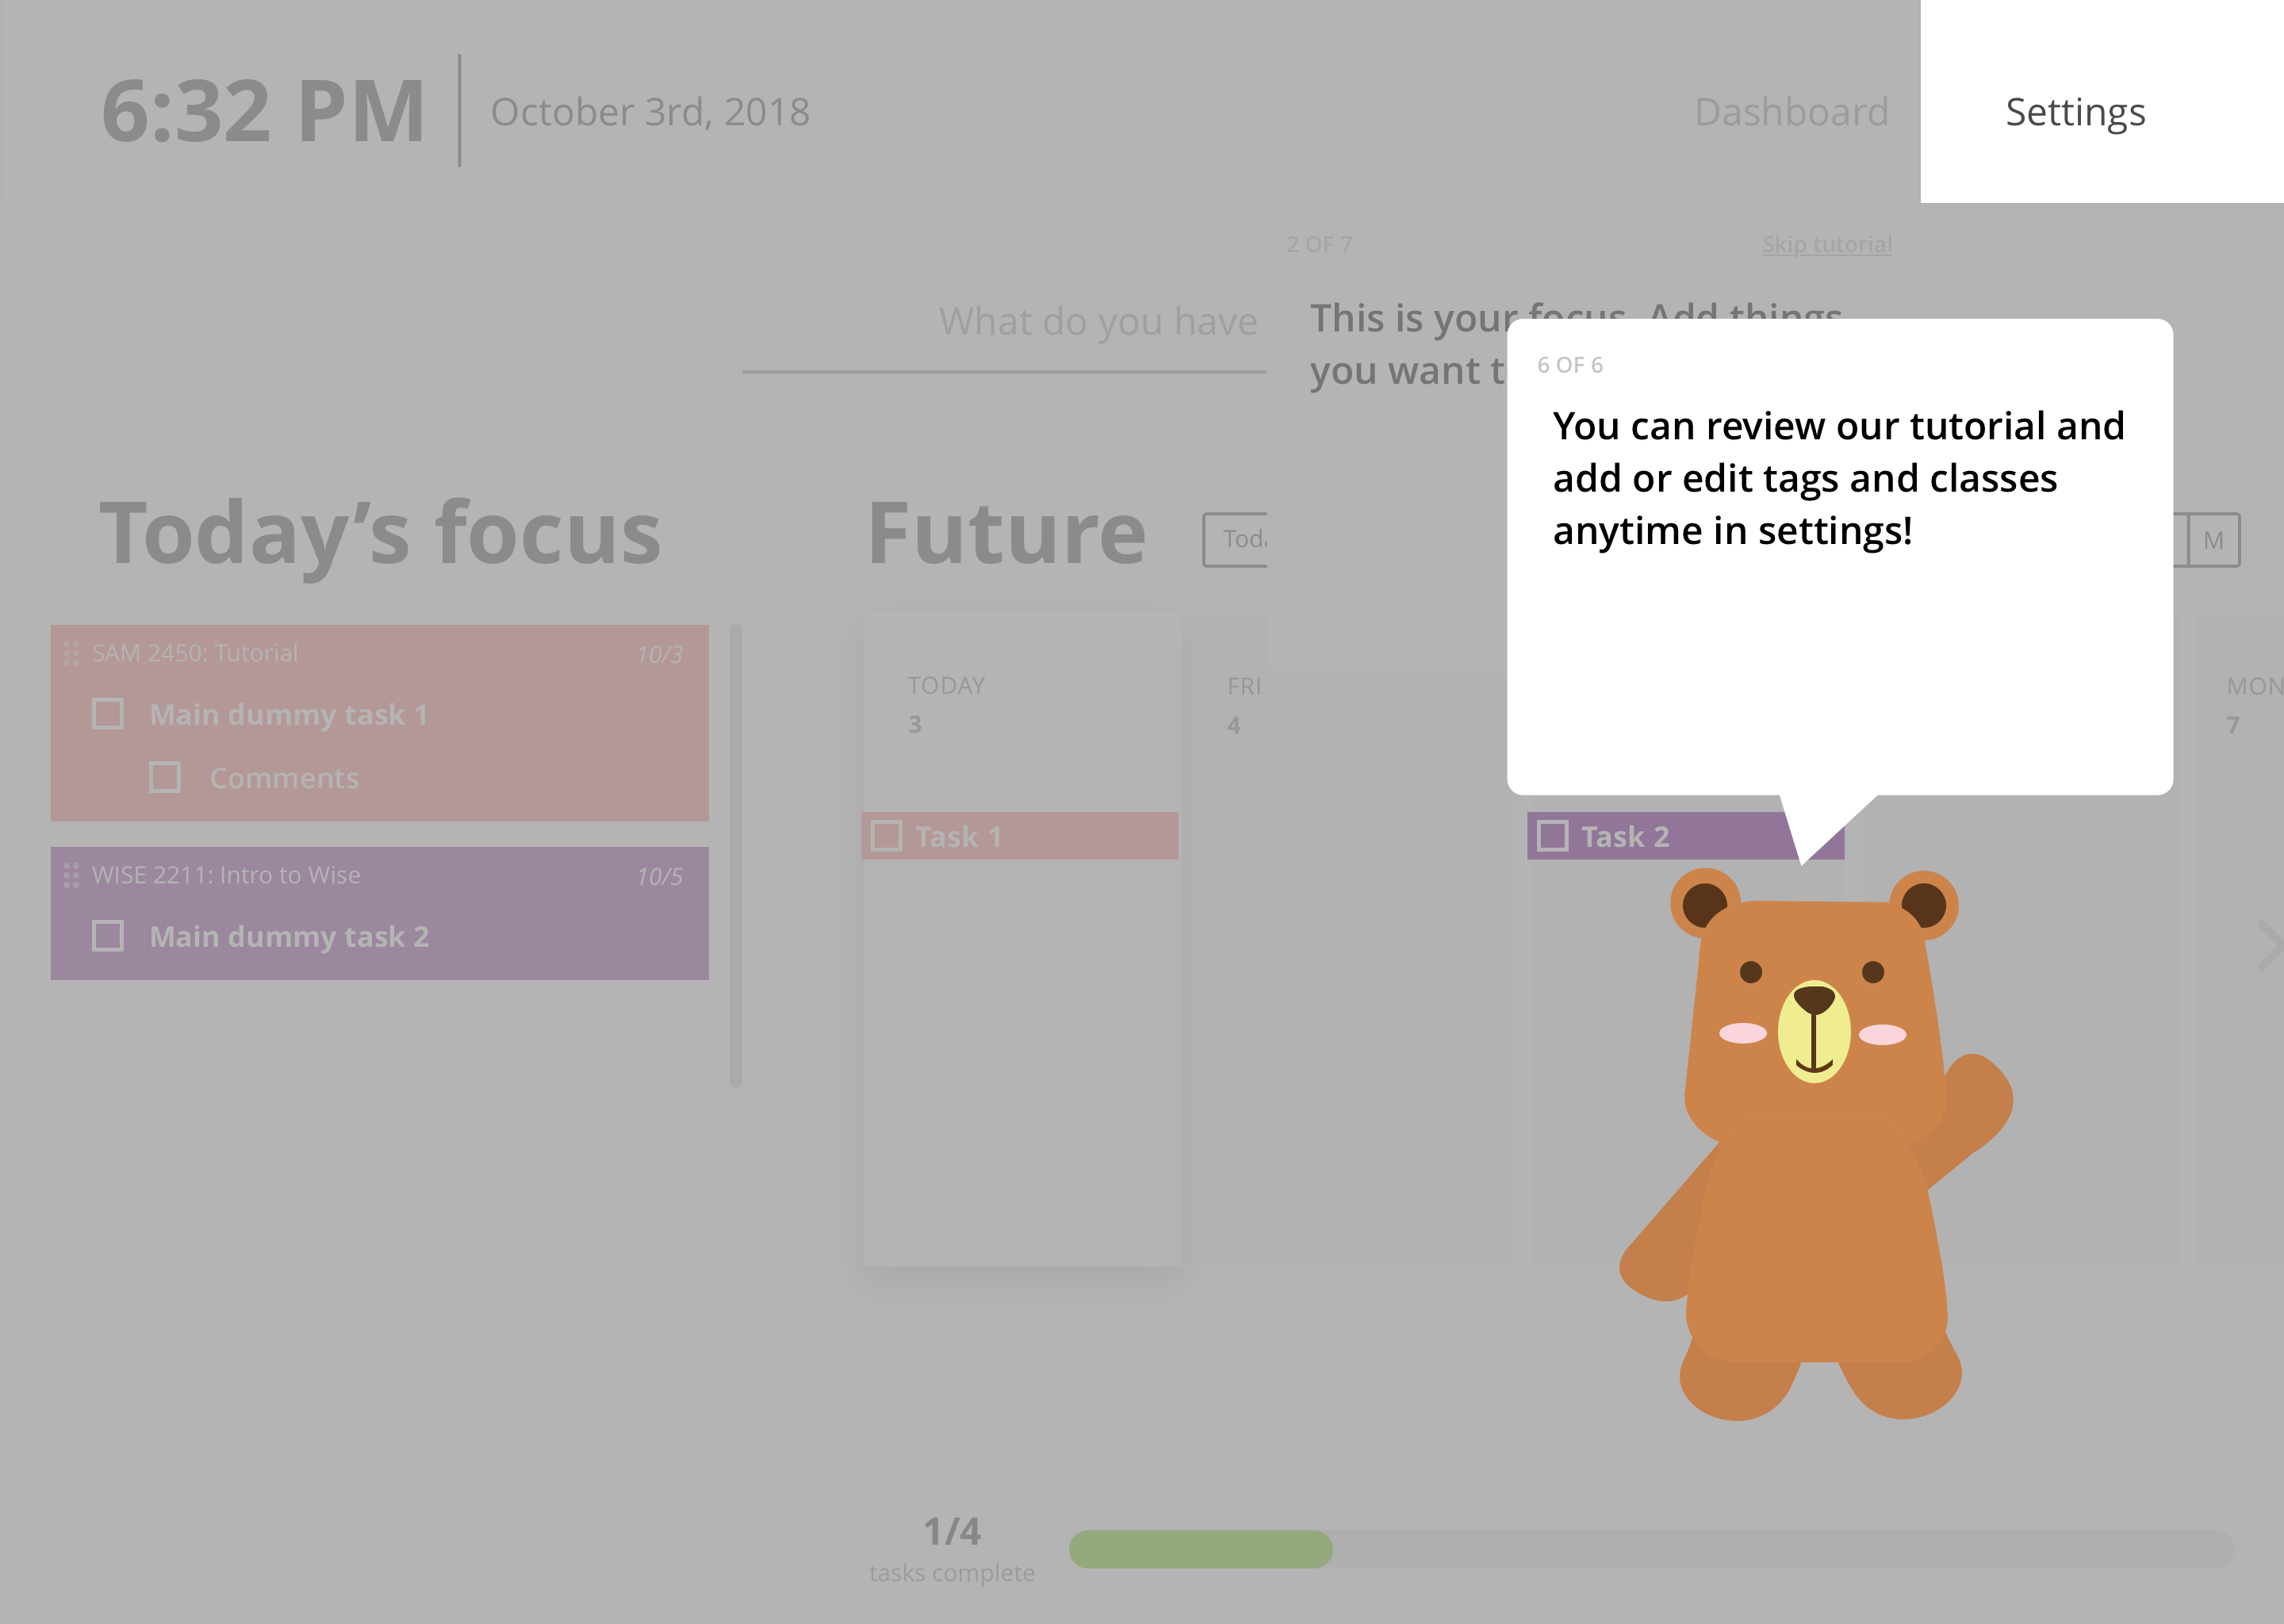 6:32 PM
October 3rd, 2018
Dashboard
Settings
2 OF 7
Skip tutorial
What do you have
This is your focus. Add things
you want t
6 OF 6
You can review our tutorial and
add or edit tags and classes
anytime in settings!
Today’s focus
Future
M
SAM 2450: Tutorial
10/3
Main dummy task 1
Comments
WISE 2211: Intro to Wise
10/5
Main dummy task 2
TODAY
3
FRI
4
MON
7
Task 1
Task 2
1/4
tasks complete